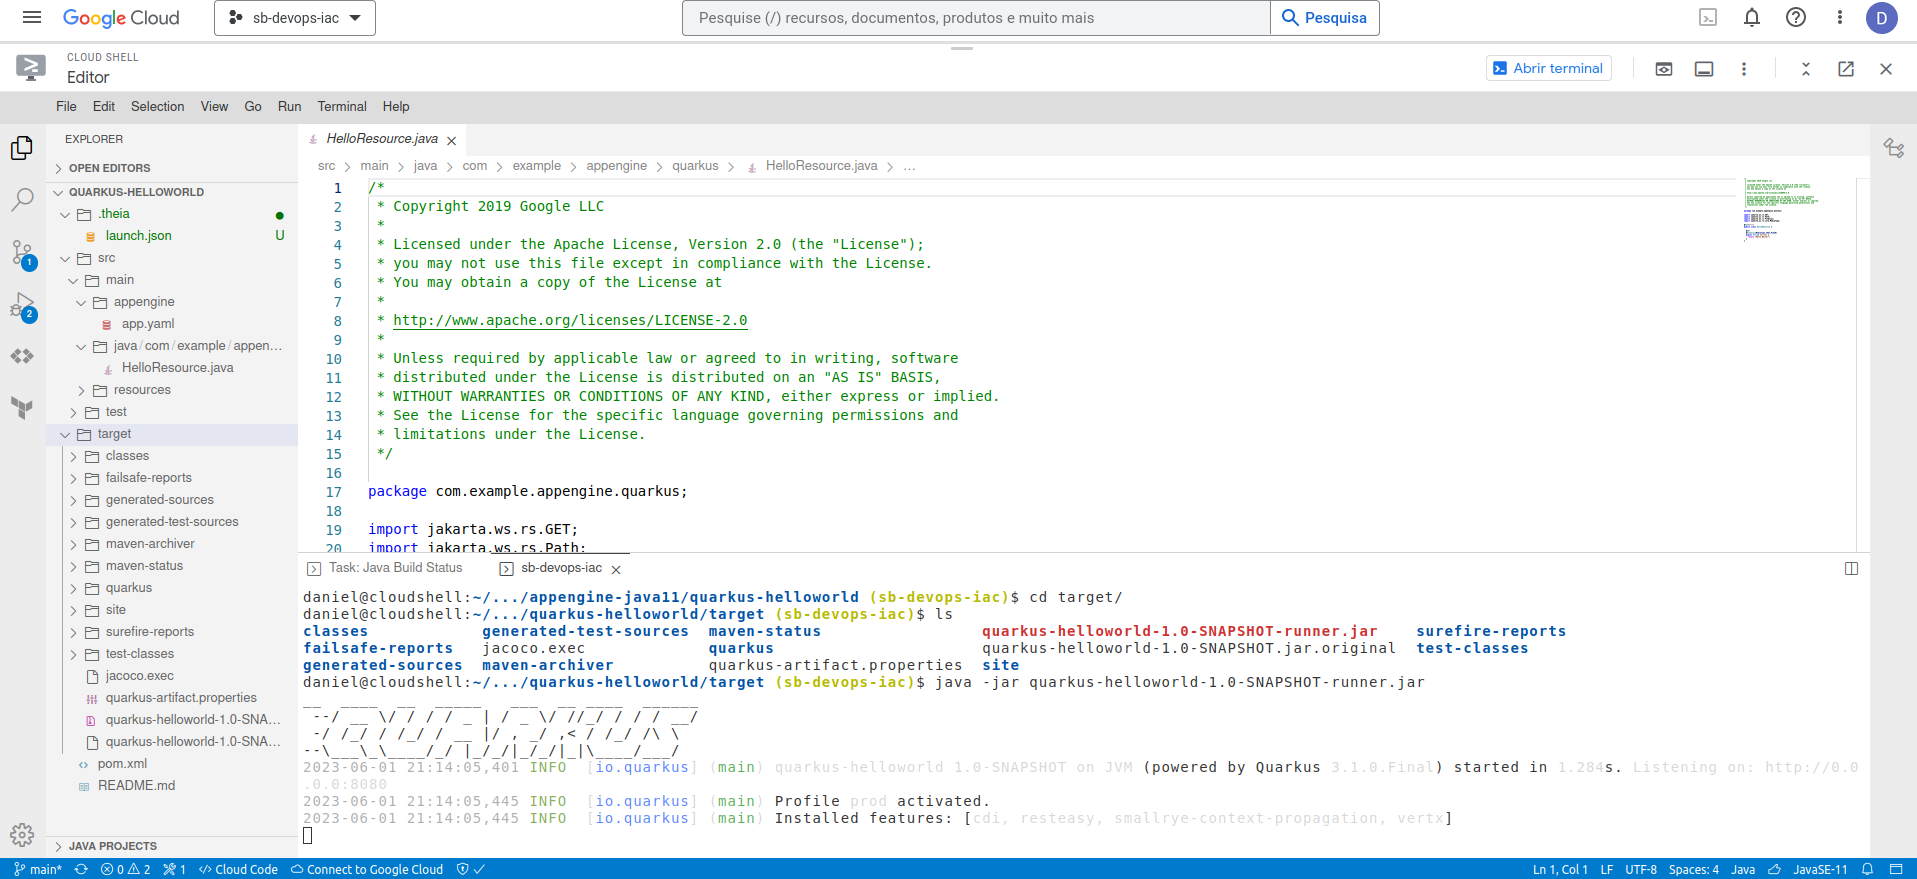 Google Cloud
sb-devops-iac
Pesquise (/) recursos, documentos, produtos e muito mais
Pesquisa
D
CLOUD SHELL
Editor
Abrir terminal
File Edit Selection View Go Run Terminal Help
EXPLORER
OPEN EDITORS
QUARKUS-HELLOWORLD
.theia
launch.json U
src
main
appengine
app.yaml
java/com/example/appen...
HelloResource.java
resources
test
target
classes
failsafe-reports
generated-sources
generated-test-sources
maven-archiver
maven-status
quarkus
site
surefire-reports
test-classes
jacoco.exec
quarkus-artifact.properties
quarkus-helloworld-1.0-SNA...
quarkus-helloworld-1.0-SNA...
pom.xml
README.md
JAVA PROJECTS
1
2
HelloResource.java
src > main > java > com > example > appengine > quarkus > HelloResource.java > ...
1 /*
2 * Copyright 2019 Google LLC
3 *
4 * Licensed under the Apache License, Version 2.0 (the "License");
5 * you may not use this file except in compliance with the License.
6 * You may obtain a copy of the License at
7 *
8 * http://www.apache.org/licenses/LICENSE-2.0
9 *
10 * Unless required by applicable law or agreed to in writing, software
11 * distributed under the License is distributed on an "AS IS" BASIS,
12 * WITHOUT WARRANTIES OR CONDITIONS OF ANY KIND, either express or implied.
13 * See the License for the specific language governing permissions and
14 * limitations under the License.
15 */
16
17 package com.example.appengine.quarkus;
18
19 import jakarta.ws.rs.GET;
20 import jakarta.ws.rs.Path;
Task: Java Build Status
sb-devops-iac
daniel@cloudshell:~/.../appengine-java11/quarkus-helloworld (sb-devops-iac)$ cd target/
daniel@cloudshell:~/.../quarkus-helloworld/target (sb-devops-iac)$ ls
classes generated-test-sources maven-status quarkus-helloworld-1.0-SNAPSHOT-runner.jar surefire-reports
failsafe-reports jacoco.exec quarkus quarkus-helloworld-1.0-SNAPSHOT.jar.original test-classes
generated-sources maven-archiver quarkus-artifact.properties site
daniel@cloudshell:~/.../quarkus-helloworld/target (sb-devops-iac)$ java -jar quarkus-helloworld-1.0-SNAPSHOT-runner.jar
__  ____  __  _____   ___  __ ____  ______
 --/ __ \/ / / / _ | / _ \/ //_/ / / / __/
 -/ /_/ / /_/ / __ |/ , _/ ,< / /_/ /\ \
--\___\_\____/_/ |_/_/|_/_/|_|\____/___/
2023-06-01 21:14:05,401 INFO [io.quarkus] (main) quarkus-helloworld 1.0-SNAPSHOT on JVM (powered by Quarkus 3.1.0.Final) started in 1.284s. Listening on: http://0.0
.0.0:8080
2023-06-01 21:14:05,445 INFO [io.quarkus] (main) Profile prod activated.
2023-06-01 21:14:05,445 INFO [io.quarkus] (main) Installed features: [cdi, resteasy, smallrye-context-propagation, vertx]
main* 0 2 1 Cloud Code Connect to Google Cloud Ln 1, Col 1 LF UTF-8 Spaces: 4 Java JavaSE-11